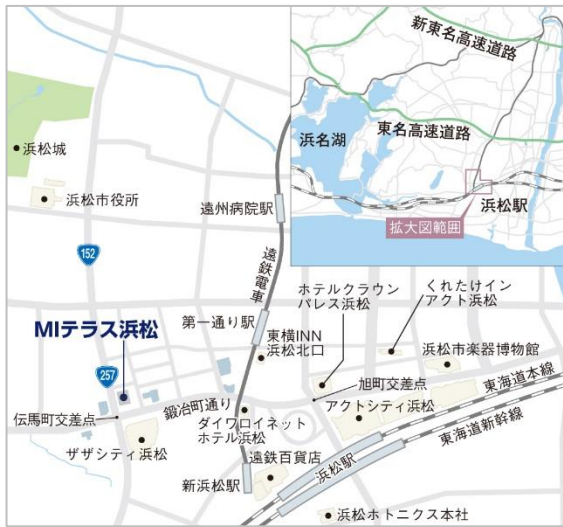 新東名高速道路
浜名湖
東名高速道路
浜松駅
拡大図範囲
浜松城
浜松市役所
遠州病院駅
152
遠鉄電車
ホテルクラウン
パレス浜松
くれたけイン
アクト浜松
MIテラス浜松
第一通り駅
東横INN
浜松北口
浜松市楽器博物館
257
旭町交差点
東海道本線
鍛冶町通り
伝馬町交差点
ダイワロイネット
ホテル浜松
アクトシティ浜松
東海道新幹線
ザザシティ浜松
遠鉄百貨店
浜松駅
新浜松駅
浜松ホトニクス本社